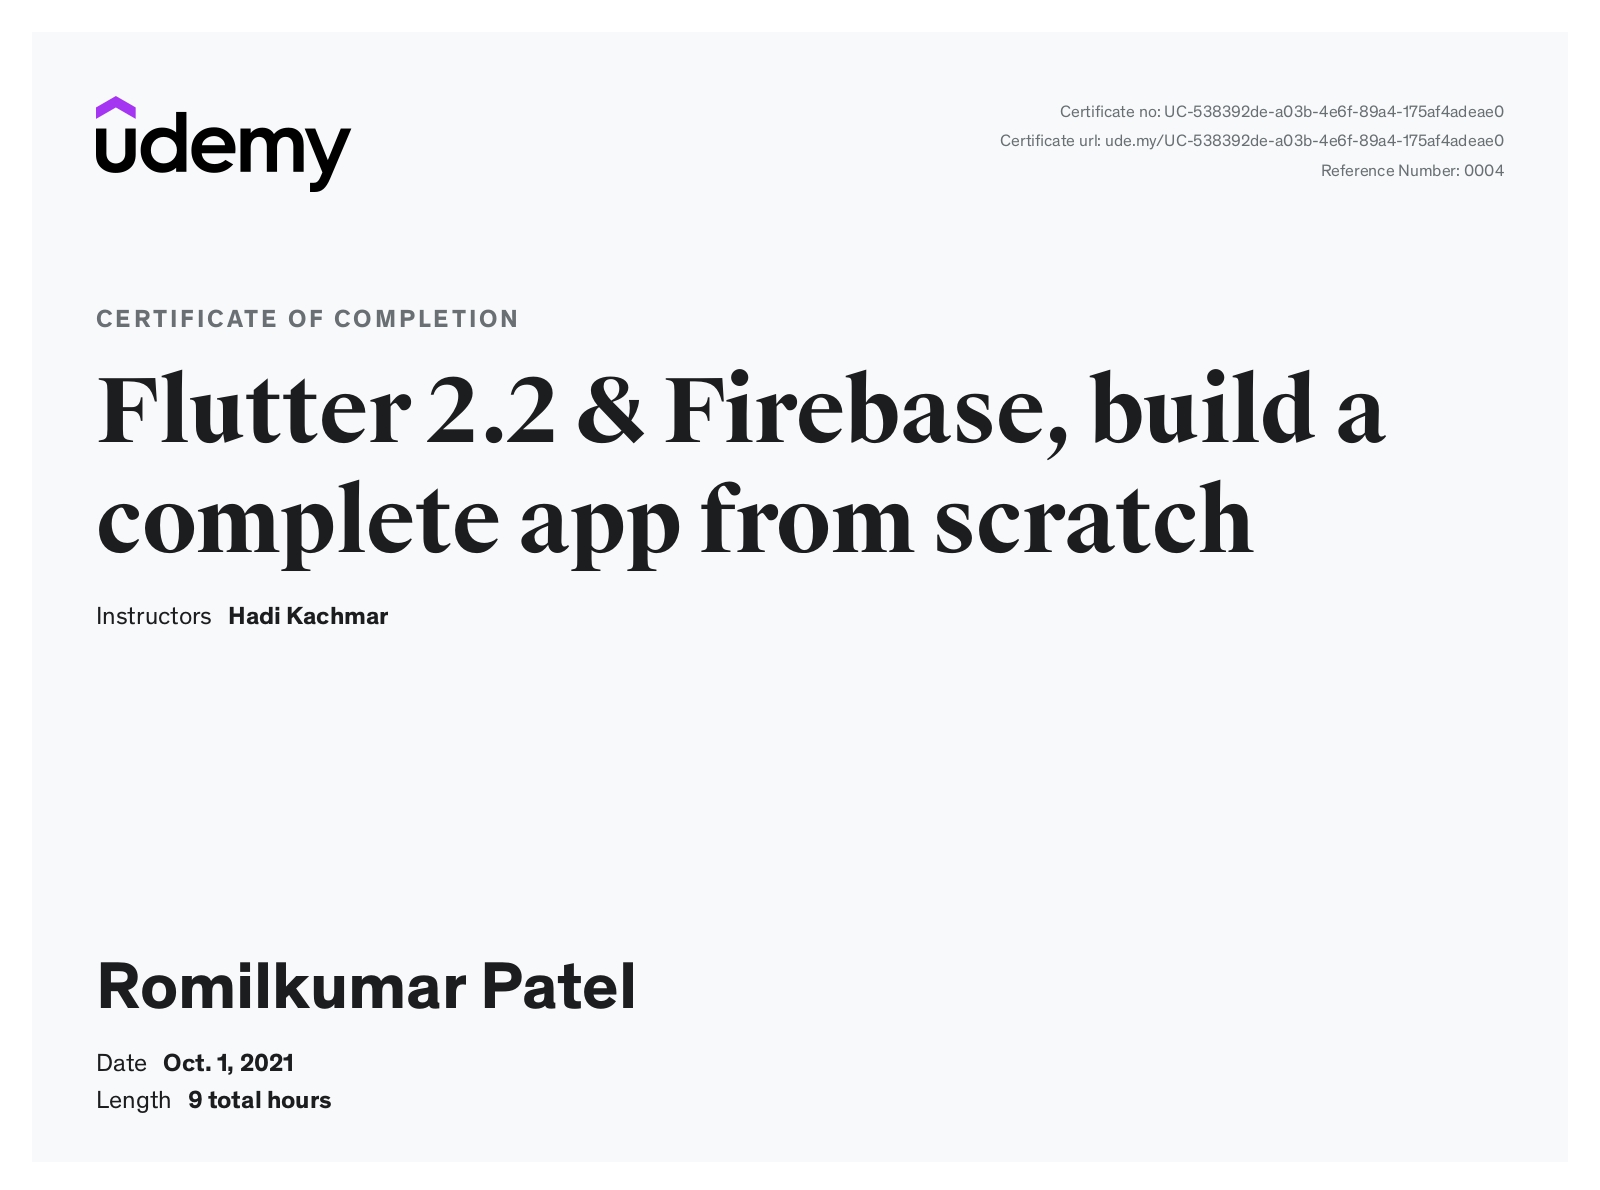 udemy
Certificate no: UC-538392de-a03b-4e6f-89a4-175af4adeae0
Certificate url: ude.my/UC-538392de-a03b-4e6f-89a4-175af4adeae0
Reference Number: 0004
CERTIFICATE OF COMPLETION
Flutter 2.2 & Firebase, build a
complete app from scratch
Instructors Hadi Kachmar
Romilkumar Patel
Date Oct. 1, 2021
Length 9 total hours